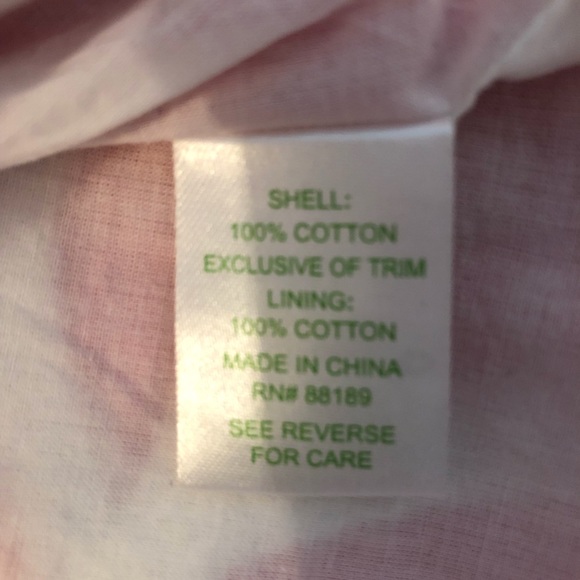 SHELL:
100% COTTON
EXCLUSIVE OF TRIM
LINING:
100% COTTON
MADE IN CHINA
RN# 88189
SEE REVERSE
FOR CARE